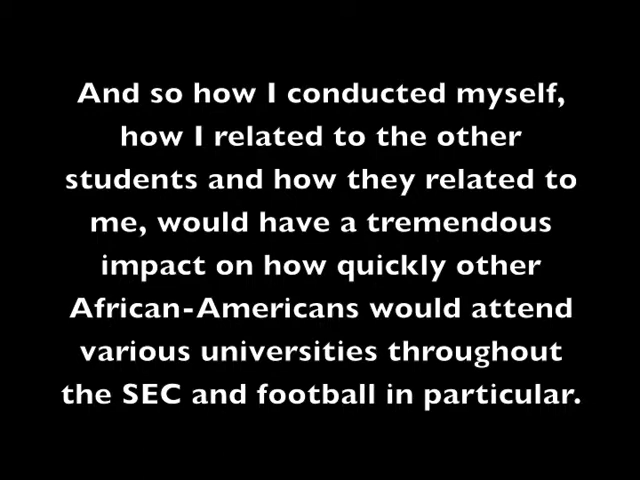 And so how I conducted myself,
how I related to the other
students and how they related to
me, would have a tremendous
impact on how quickly other
African-Americans would attend
various universities throughout
the SEC and football in particular.